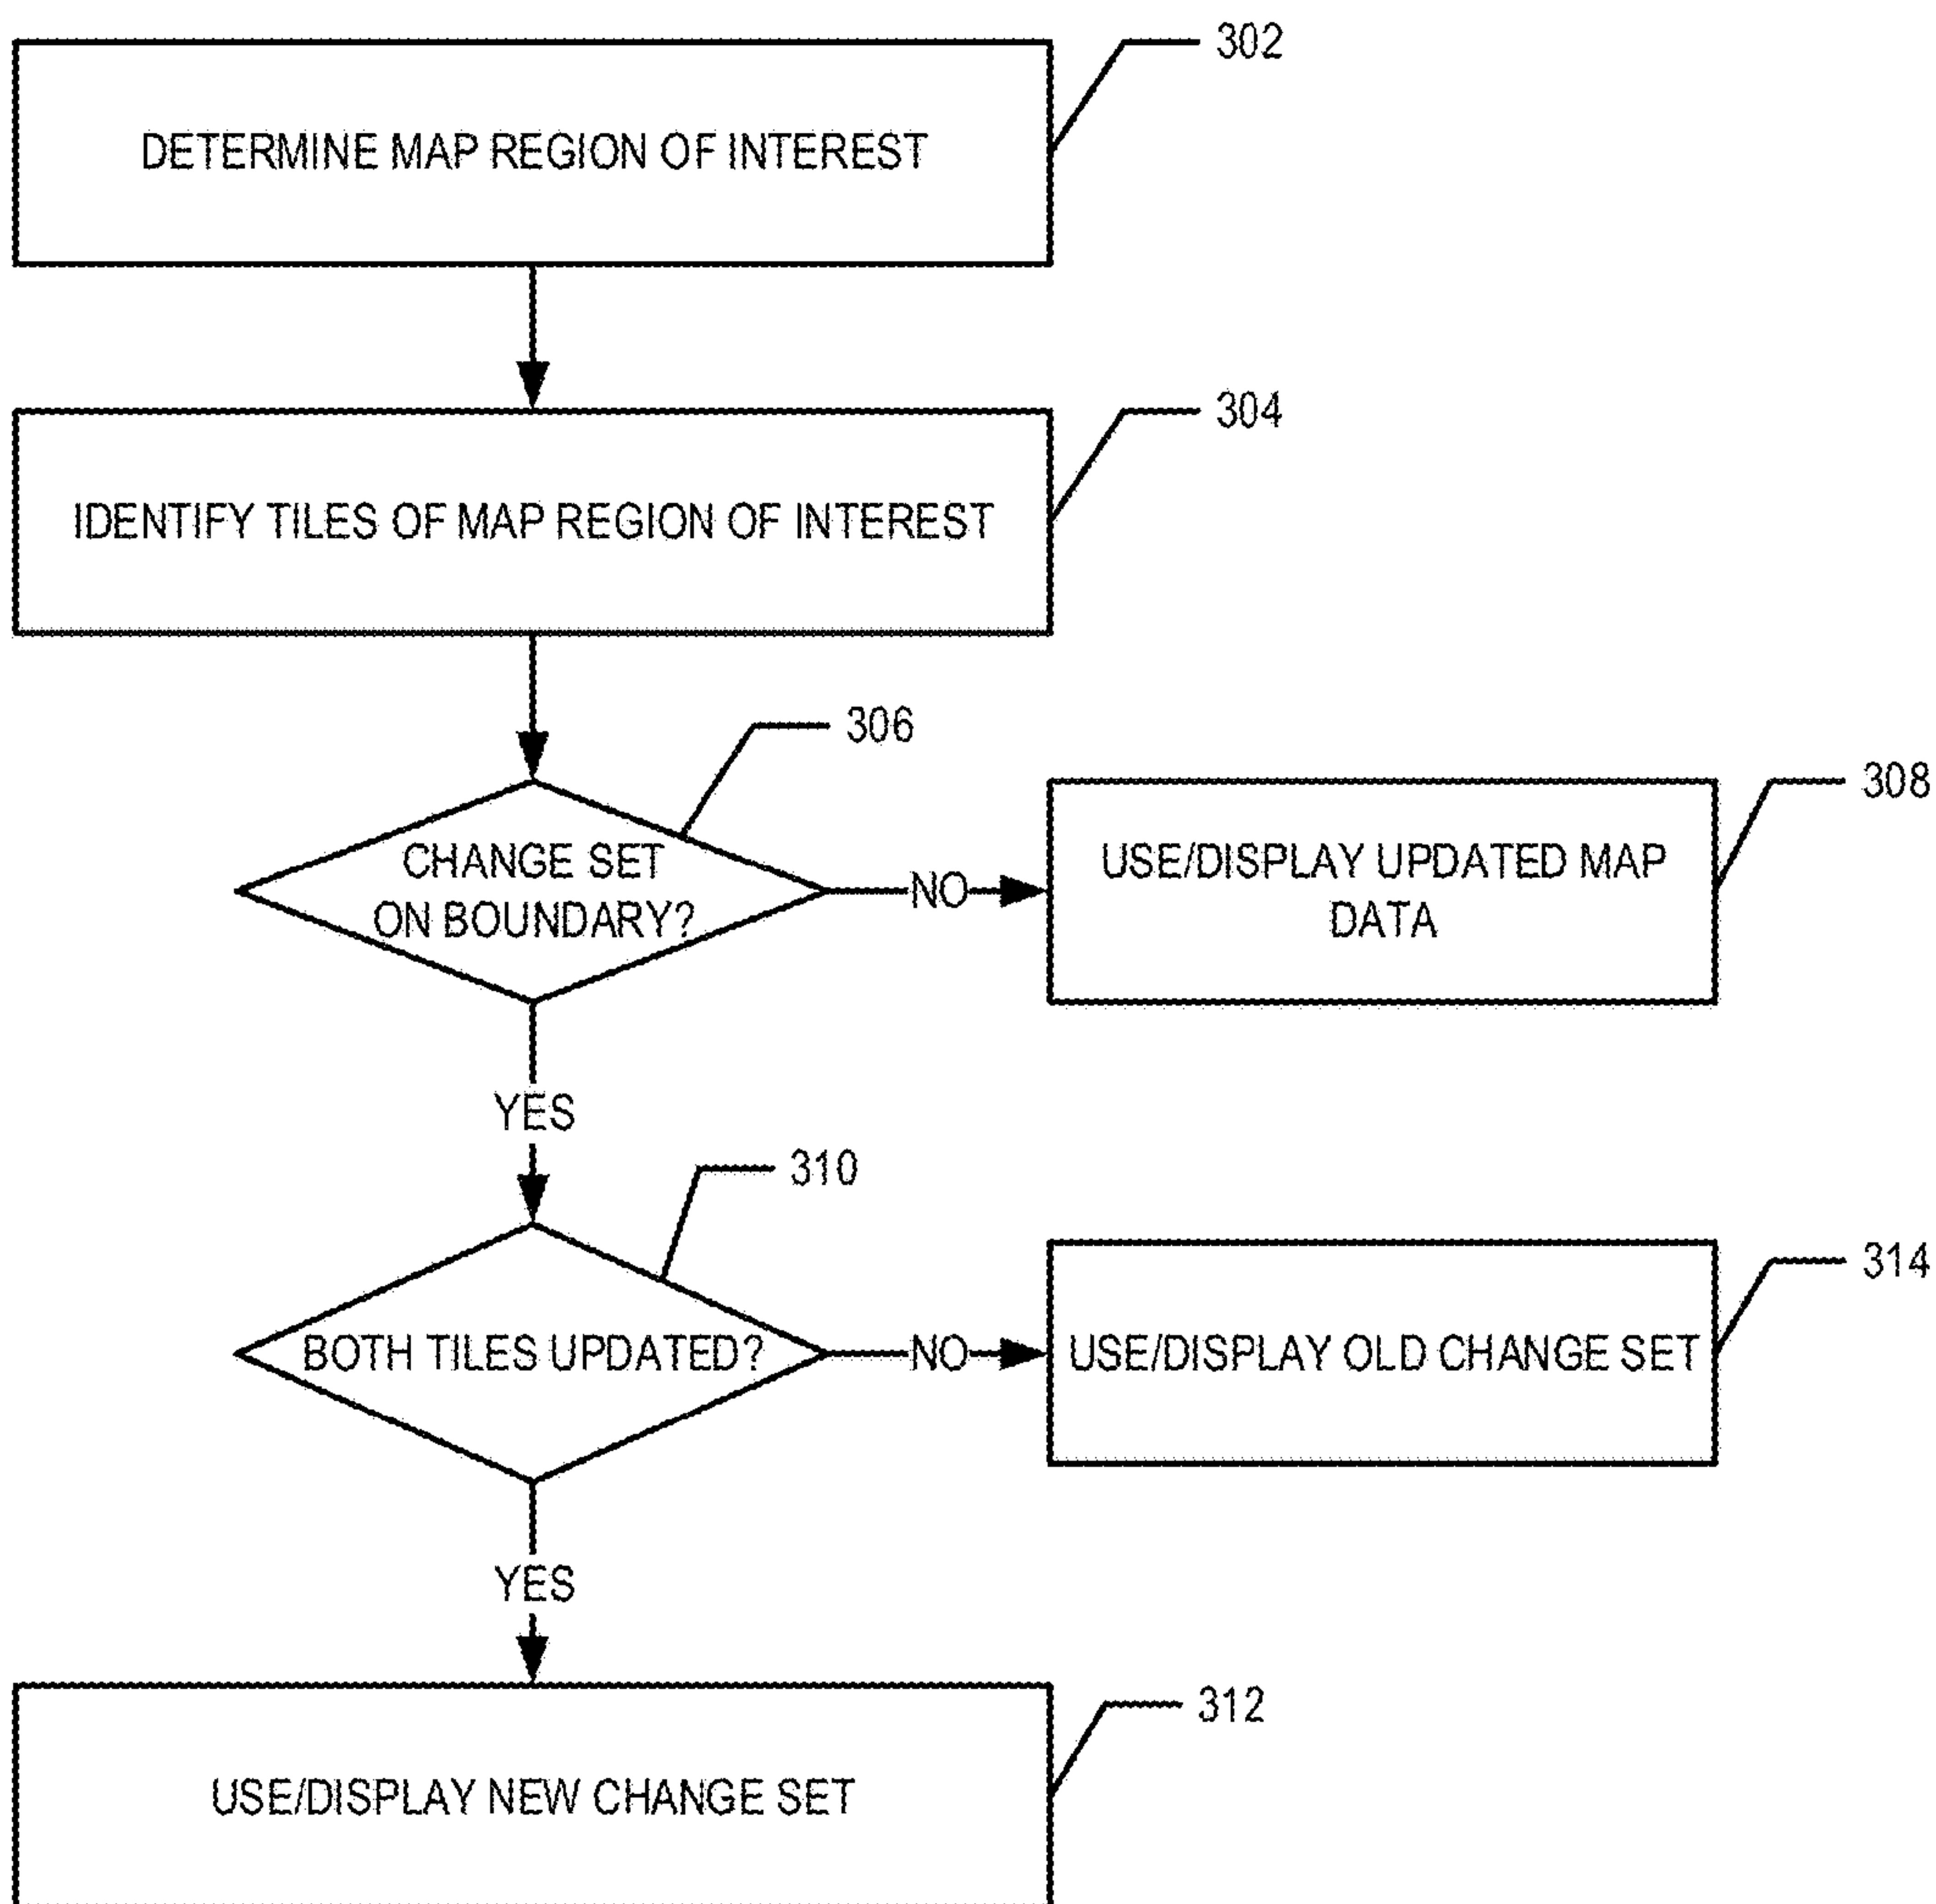 302
DETERMINE MAP REGION OF INTEREST
304
IDENTIFY TILES OF MAP REGION OF INTEREST
306
CHANGE SET
ON BOUNDARY?
NO
308
USE/DISPLAY UPDATED MAP
DATA
YES
310
BOTH TILES UPDATED?
NO
314
USE/DISPLAY OLD CHANGE SET
YES
312
USE/DISPLAY NEW CHANGE SET